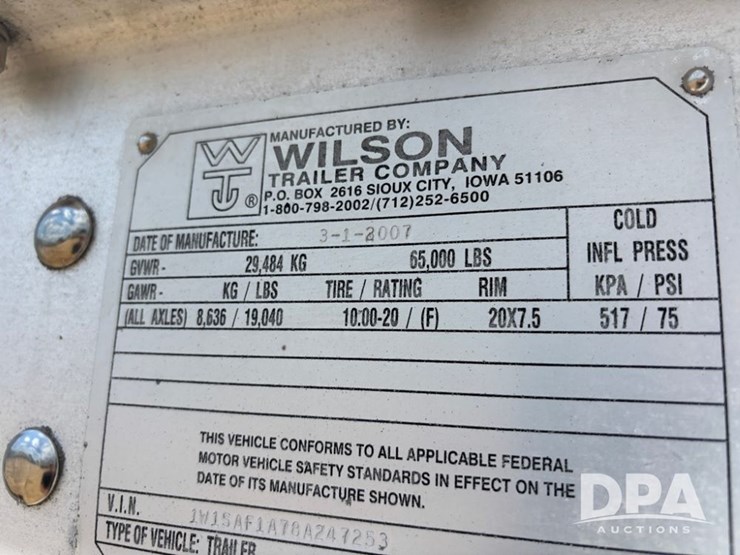 MANUFACTURED BY:
WILSON
TRAILER COMPANY
P.O. BOX 2616 SIOUX CITY, IOWA 51106
1-800-798-2002/(712)252-6500
WT ®
DATE OF MANUFACTURE: 3-1-2007
GVWR - 29,484 KG 65,000 LBS
COLD
INFL PRESS
GAWR - KG / LBS TIRE / RATING RIM KPA / PSI
(ALL AXLES) 8,636 / 19,040 10:00-20 / (F) 20X7.5 517 / 75
THIS VEHICLE CONFORMS TO ALL APPLICABLE FEDERAL
MOTOR VEHICLE SAFETY STANDARDS IN EFFECT ON THE
DATE OF ITS MANUFACTURE SHOWN.
V.I.N. 1W15AF1A78A247253
TYPE OF VEHICLE: TRAILER
DPA
AUCTIONS